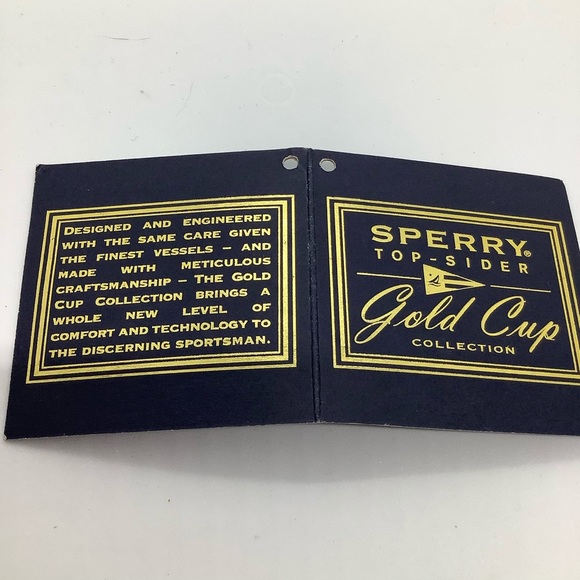 DESIGNED AND ENGINEERED
WITH THE SAME CARE GIVEN
THE FINEST VESSELS – AND
MADE WITH METICULOUS
CRAFTSMANSHIP – THE GOLD
CUP COLLECTION BRINGS A
WHOLE NEW LEVEL OF
COMFORT AND TECHNOLOGY TO
THE DISCERNING SPORTSMAN.
SPERRY®
TOP-SIDER
Gold Cup
COLLECTION